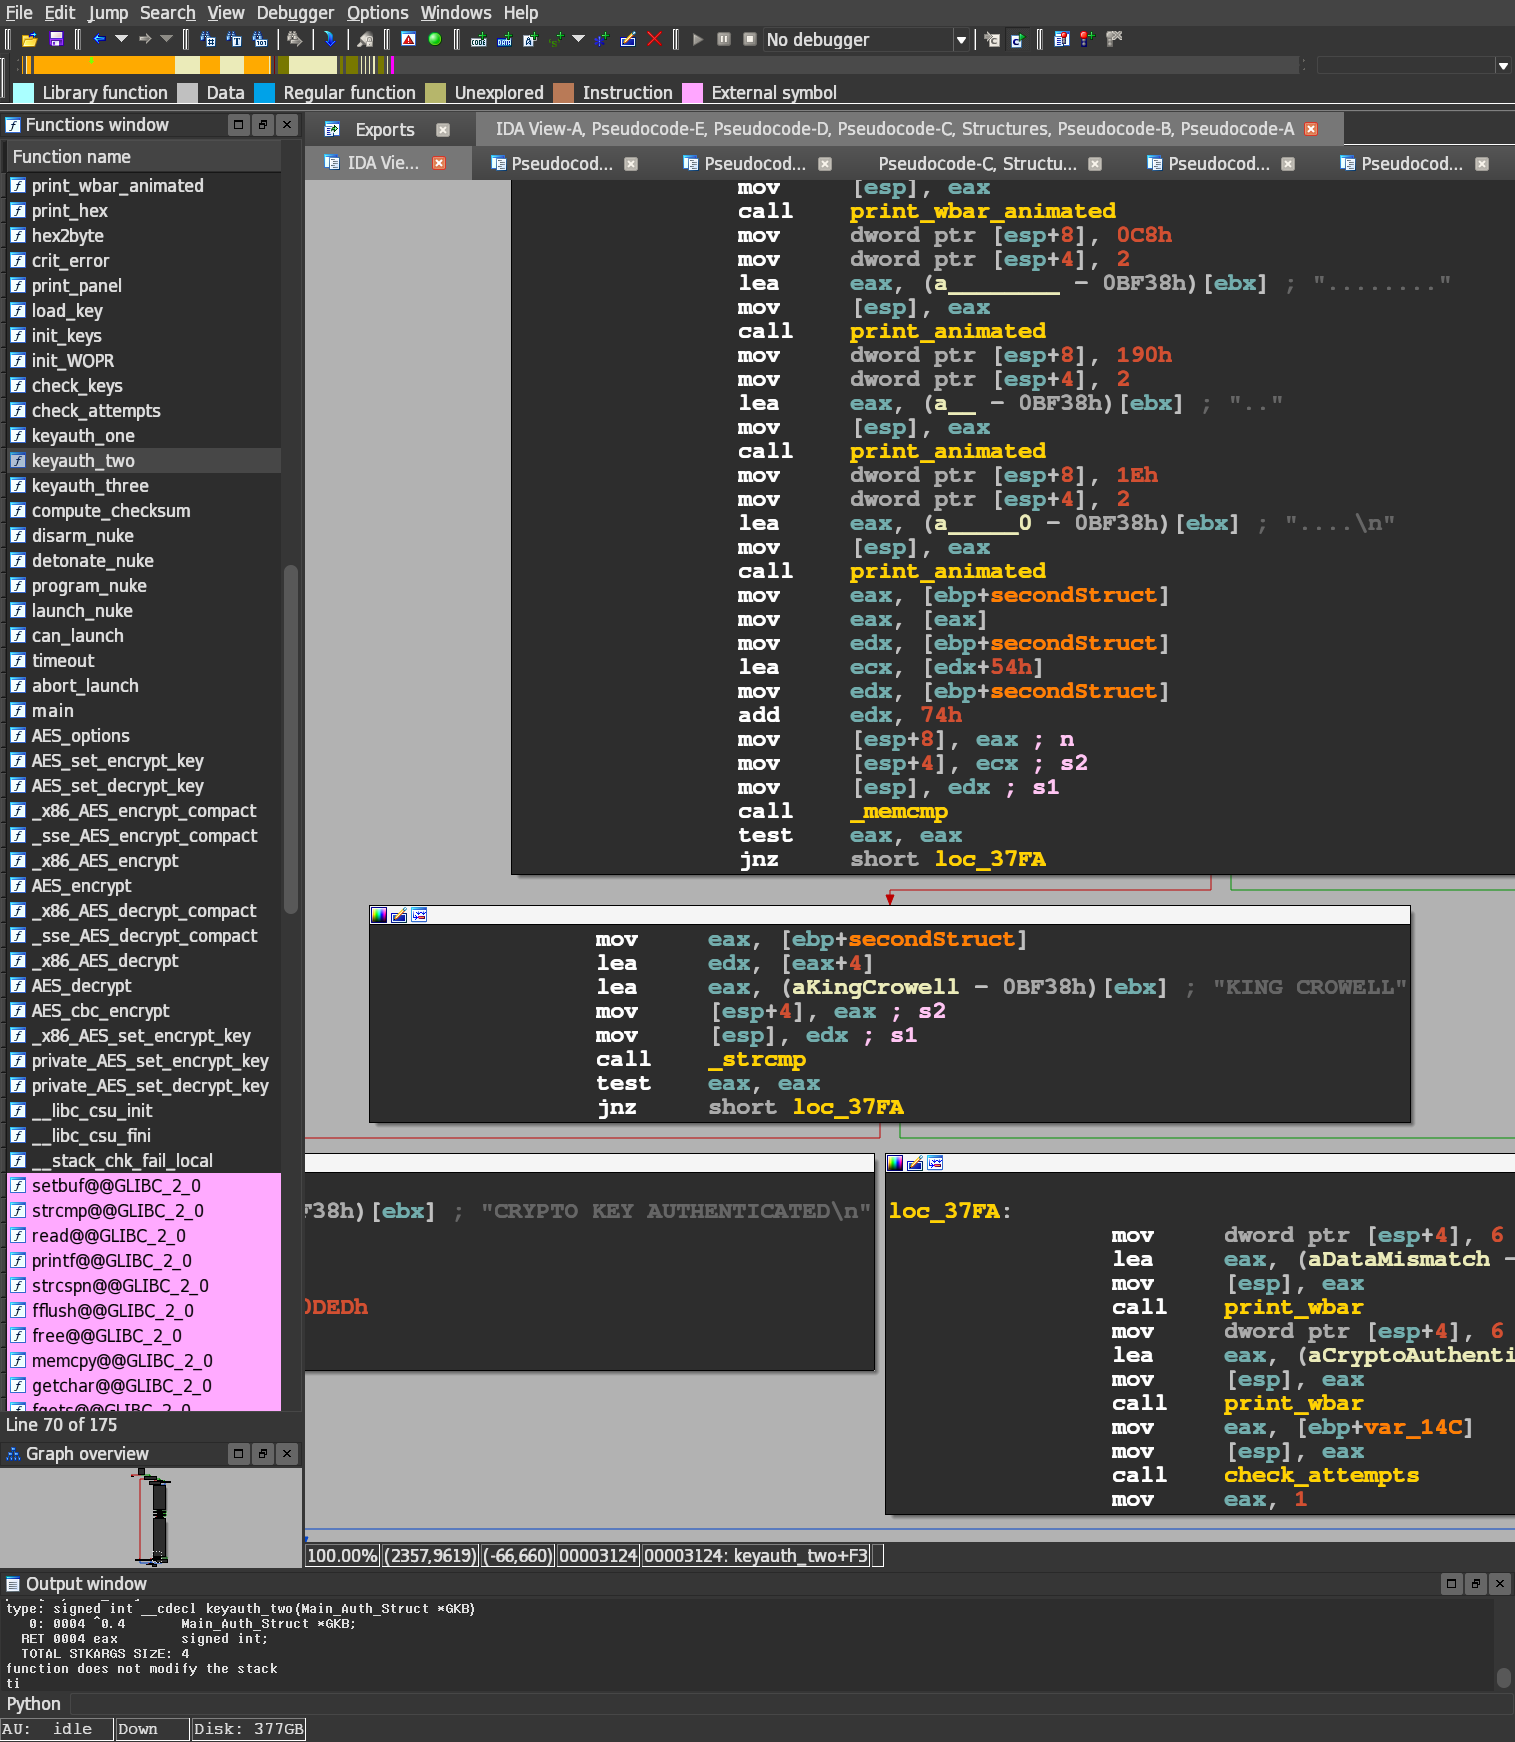 File Edit Jump Search View Debugger Options Windows Help
No debugger
Library function Data Regular function Unexplored Instruction External symbol
Functions window
Function name
print_wbar_animated
print_hex
hex2byte
crit_error
print_panel
load_key
init_keys
init_WOPR
check_keys
check_attempts
keyauth_one
keyauth_two
keyauth_three
compute_checksum
disarm_nuke
detonate_nuke
program_nuke
launch_nuke
can_launch
timeout
abort_launch
main
AES_options
AES_set_encrypt_key
AES_set_decrypt_key
_x86_AES_encrypt_compact
_sse_AES_encrypt_compact
_x86_AES_encrypt
AES_encrypt
_x86_AES_decrypt_compact
_sse_AES_decrypt_compact
_x86_AES_decrypt
AES_decrypt
AES_cbc_encrypt
_x86_AES_set_encrypt_key
private_AES_set_encrypt_key
private_AES_set_decrypt_key
__libc_csu_init
__libc_csu_fini
__stack_chk_fail_local
setbuf@@GLIBC_2_0
strcmp@@GLIBC_2_0
read@@GLIBC_2_0
printf@@GLIBC_2_0
strcspn@@GLIBC_2_0
fflush@@GLIBC_2_0
free@@GLIBC_2_0
memcpy@@GLIBC_2_0
getchar@@GLIBC_2_0
fgets@@GLIBC_2_0
Line 70 of 175
Graph overview
Exports IDA View-A, Pseudocode-E, Pseudocode-D, Pseudocode-C, Structures, Pseudocode-B, Pseudocode-A
IDA Vie... Pseudocod... Pseudocod... Pseudocode-C, Structu... Pseudocod... Pseudocod...
mov [esp], eax
call print_wbar_animated
mov dword ptr [esp+8], 0C8h
mov dword ptr [esp+4], 2
lea eax, (a________ - 0BF38h)[ebx] ; "........"
mov [esp], eax
call print_animated
mov dword ptr [esp+8], 190h
mov dword ptr [esp+4], 2
lea eax, (a__ - 0BF38h)[ebx] ; ".."
mov [esp], eax
call print_animated
mov dword ptr [esp+8], 1Eh
mov dword ptr [esp+4], 2
lea eax, (a_____0 - 0BF38h)[ebx] ; "....\n"
mov [esp], eax
call print_animated
mov eax, [ebp+secondStruct]
mov eax, [eax]
mov edx, [ebp+secondStruct]
lea ecx, [edx+54h]
mov edx, [ebp+secondStruct]
add edx, 74h
mov [esp+8], eax ; n
mov [esp+4], ecx ; s2
mov [esp], edx ; s1
call _memcmp
test eax, eax
jnz short loc_37FA
mov eax, [ebp+secondStruct]
lea edx, [eax+4]
lea eax, (aKingCrowell - 0BF38h)[ebx] ; "KING CROWELL"
mov [esp+4], eax ; s2
mov [esp], edx ; s1
call _strcmp
test eax, eax
jnz short loc_37FA
F38h)[ebx] ; "CRYPTO KEY AUTHENTICATED\n"
0DEDh
loc_37FA:
mov dword ptr [esp+4], 6
lea eax, (aDataMismatch -
mov [esp], eax
call print_wbar
mov dword ptr [esp+4], 6
lea eax, (aCryptoAuthenti
mov [esp], eax
call print_wbar
mov eax, [ebp+var_14C]
mov [esp], eax
call check_attempts
mov eax, 1
100.00% (2357,9619) (-66,660) 00003124 00003124: keyauth_two+F3
Output window
type: signed int __cdecl keyauth_two(Main_Auth_Struct *GKB)
0: 0004 ^0.4 Main_Auth_Struct *GKB;
RET 0004 eax signed int;
TOTAL STKARGS SIZE: 4
function does not modify the stack
ti
Python
AU: idle Down Disk: 377GB